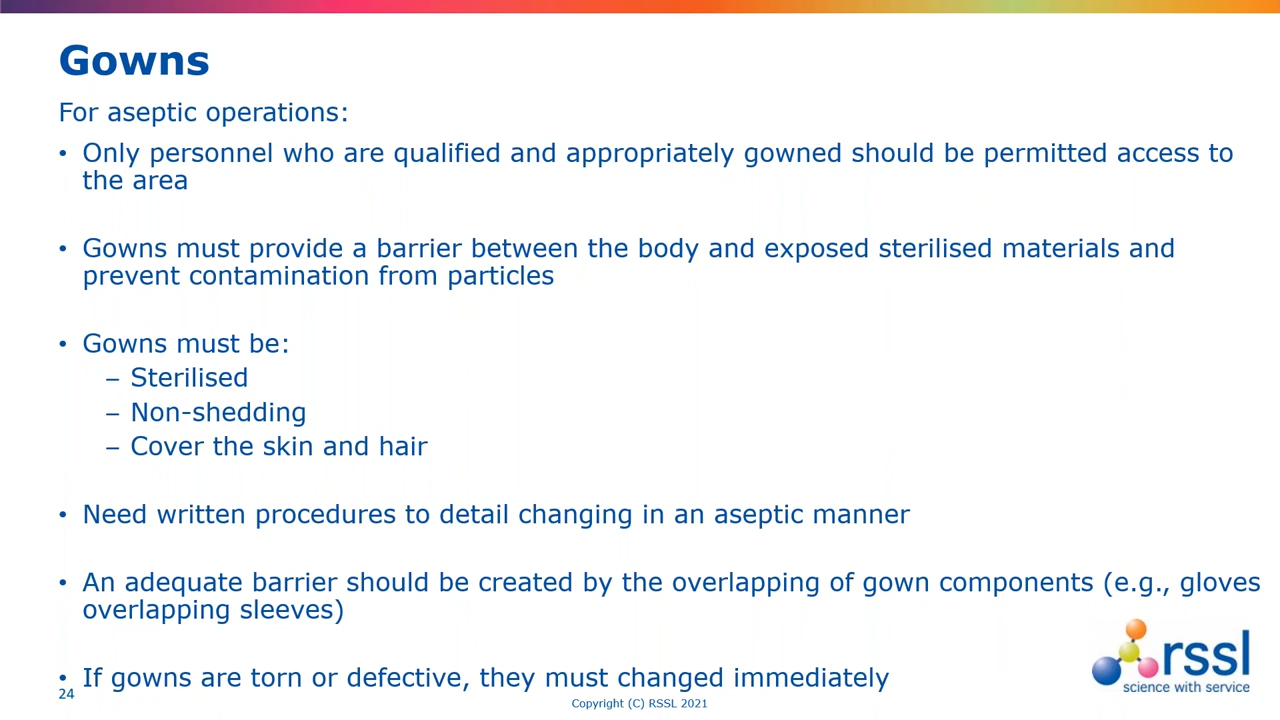 Gowns
For aseptic operations:
• Only personnel who are qualified and appropriately gowned should be permitted access to
the area
• Gowns must provide a barrier between the body and exposed sterilised materials and
prevent contamination from particles
• Gowns must be:
– Sterilised
– Non-shedding
– Cover the skin and hair
• Need written procedures to detail changing in an aseptic manner
• An adequate barrier should be created by the overlapping of gown components (e.g., gloves
overlapping sleeves)
• If gowns are torn or defective, they must changed immediately
rssl
science with service
24
Copyright (C) RSSL 2021